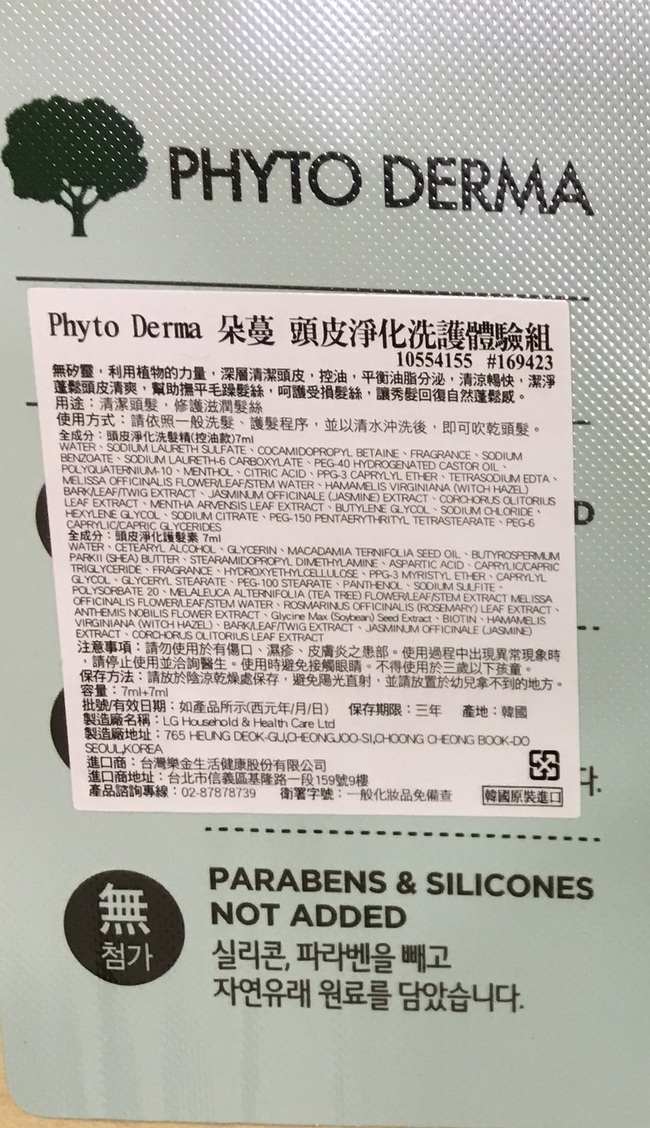 PHYTO DERMA
Phyto Derma 朵蔓 頭皮淨化洗護體驗組
10554155 #169423
無矽靈，利用植物的力量，深層清潔頭皮，控油，平衡油脂分泌，清涼暢快，潔淨
蓬鬆頭皮清爽，幫助撫平毛躁髮絲，呵護受損髮絲，讓秀髮回復自然蓬鬆感。
用途：清潔頭髮，修護滋潤髮絲
使用方式：請依照一般洗髮、護髮程序，並以清水沖洗後，即可吹乾頭髮。
全成分：頭皮淨化洗髮精(控油款)7ml
WATER、SODIUM LAURETH SULFATE、COCAMIDOPROPYL BETAINE、FRAGRANCE、SODIUM
BENZOATE、SODIUM LAURETH-6 CARBOXYLATE、PEG-40 HYDROGENATED CASTOR OIL、
POLYQUATERNIUM-10、MENTHOL、CITRIC ACID、PPG-3 CAPRYLYL ETHER、TETRASODIUM EDTA、
MELISSA OFFICINALIS FLOWER/LEAF/STEM WATER、HAMAMELIS VIRGINIANA (WITCH HAZEL)
BARK/LEAF/TWIG EXTRACT、JASMINUM OFFICINALE (JASMINE) EXTRACT、CORCHORUS OLITORIUS
LEAF EXTRACT、MENTHA ARVENSIS LEAF EXTRACT、BUTYLENE GLYCOL、SODIUM CHLORIDE、
HEXYLENE GLYCOL、SODIUM CITRATE、PEG-150 PENTAERYTHRITYL TETRASTEARATE、PEG-6
CAPRYLIC/CAPRIC GLYCERIDES
全成分：頭皮淨化護髮素 7ml
WATER、CETEARYL ALCOHOL、GLYCERIN、MACADAMIA TERNIFOLIA SEED OIL、BUTYROSPERMUM
PARKII (SHEA) BUTTER、STEARAMIDOPROPYL DIMETHYLAMINE、ASPARTIC ACID、CAPRYLIC/CAPRIC
TRIGLYCERIDE、FRAGRANCE、HYDROXYETHYLCELLULOSE、PPG-3 MYRISTYL ETHER、CAPRYLYL
GLYCOL、GLYCERYL STEARATE、PEG-100 STEARATE、PANTHENOL、SODIUM SULFITE、
POLYSORBATE 20、MELALEUCA ALTERNIFOLIA (TEA TREE) FLOWER/LEAF/STEM EXTRACT MELISSA
OFFICINALIS FLOWER/LEAF/STEM WATER、ROSMARINUS OFFICINALIS (ROSEMARY) LEAF EXTRACT、
ANTHEMIS NOBILIS FLOWER EXTRACT、Glycine Max (Soybean) Seed Extract、BIOTIN、HAMAMELIS
VIRGINIANA (WITCH HAZEL)、BARK/LEAF/TWIG EXTRACT、JASMINUM OFFICINALE (JASMINE)
EXTRACT、CORCHORUS OLITORIUS LEAF EXTRACT
注意事項：請勿使用於有傷口、濕疹、皮膚炎之患部。使用過程中出現異常現象時
，請停止使用並洽詢醫生。使用時避免接觸眼睛。不得使用於三歲以下孩童。
保存方法：請放於陰涼乾燥處保存，避免陽光直射，並請放置於幼兒拿不到的地方。
容量：7ml+7ml
批號/有效日期：如產品所示(西元年/月/日) 保存期限：三年 產地：韓國
製造廠名稱：LG Household & Health Care Ltd
製造廠地址：765 HEUNG DEOK-GU,CHEONGJOO-SI,CHOONG CHEONG BOOK-DO
SEOUL,KOREA
進口商：台灣樂金生活健康股份有限公司
進口商地址：台北市信義區基隆路一段159號9樓
產品諮詢專線：02-87878739 衛署字號：一般化妝品免備查 韓國原裝進口
D
다.
無
첨가
PARABENS & SILICONES
NOT ADDED
실리콘, 파라벤을 빼고
자연유래 원료를 담았습니다.